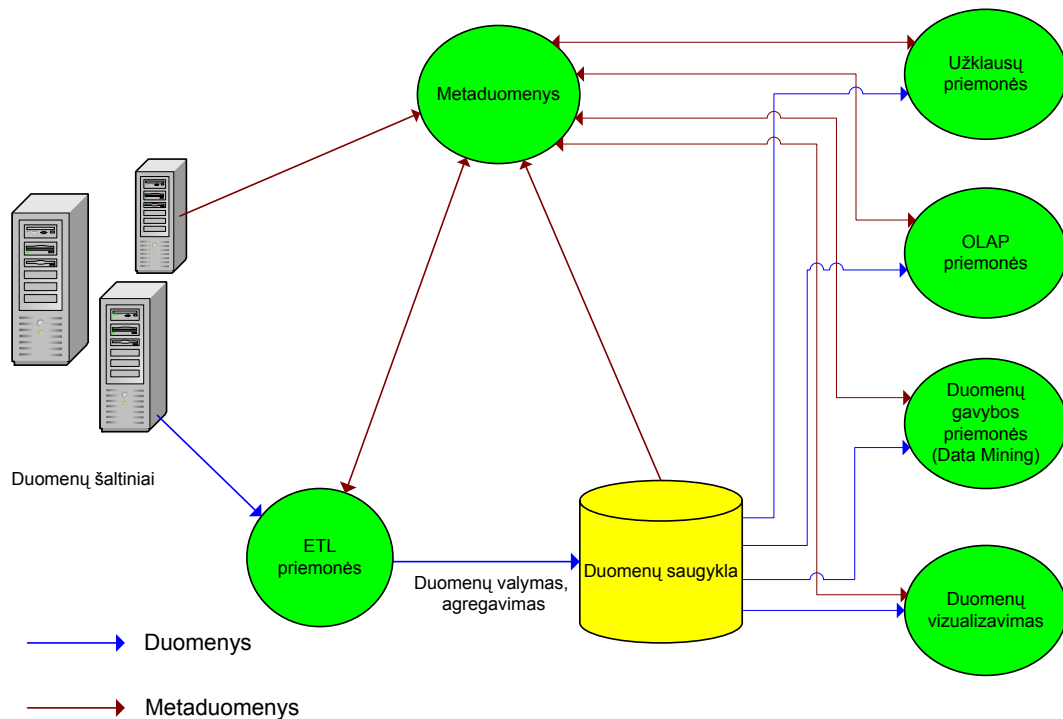 Metaduomenys
Užklausų
priemonės
OLAP
priemonės
Duomenų
gavybos
priemonės
(Data Mining)
Duomenų šaltiniai
ETL
priemonės
Duomenų valymas,
agregavimas
Duomenų saugykla
Duomenų
vizualizavimas
Duomenys
Metaduomenys